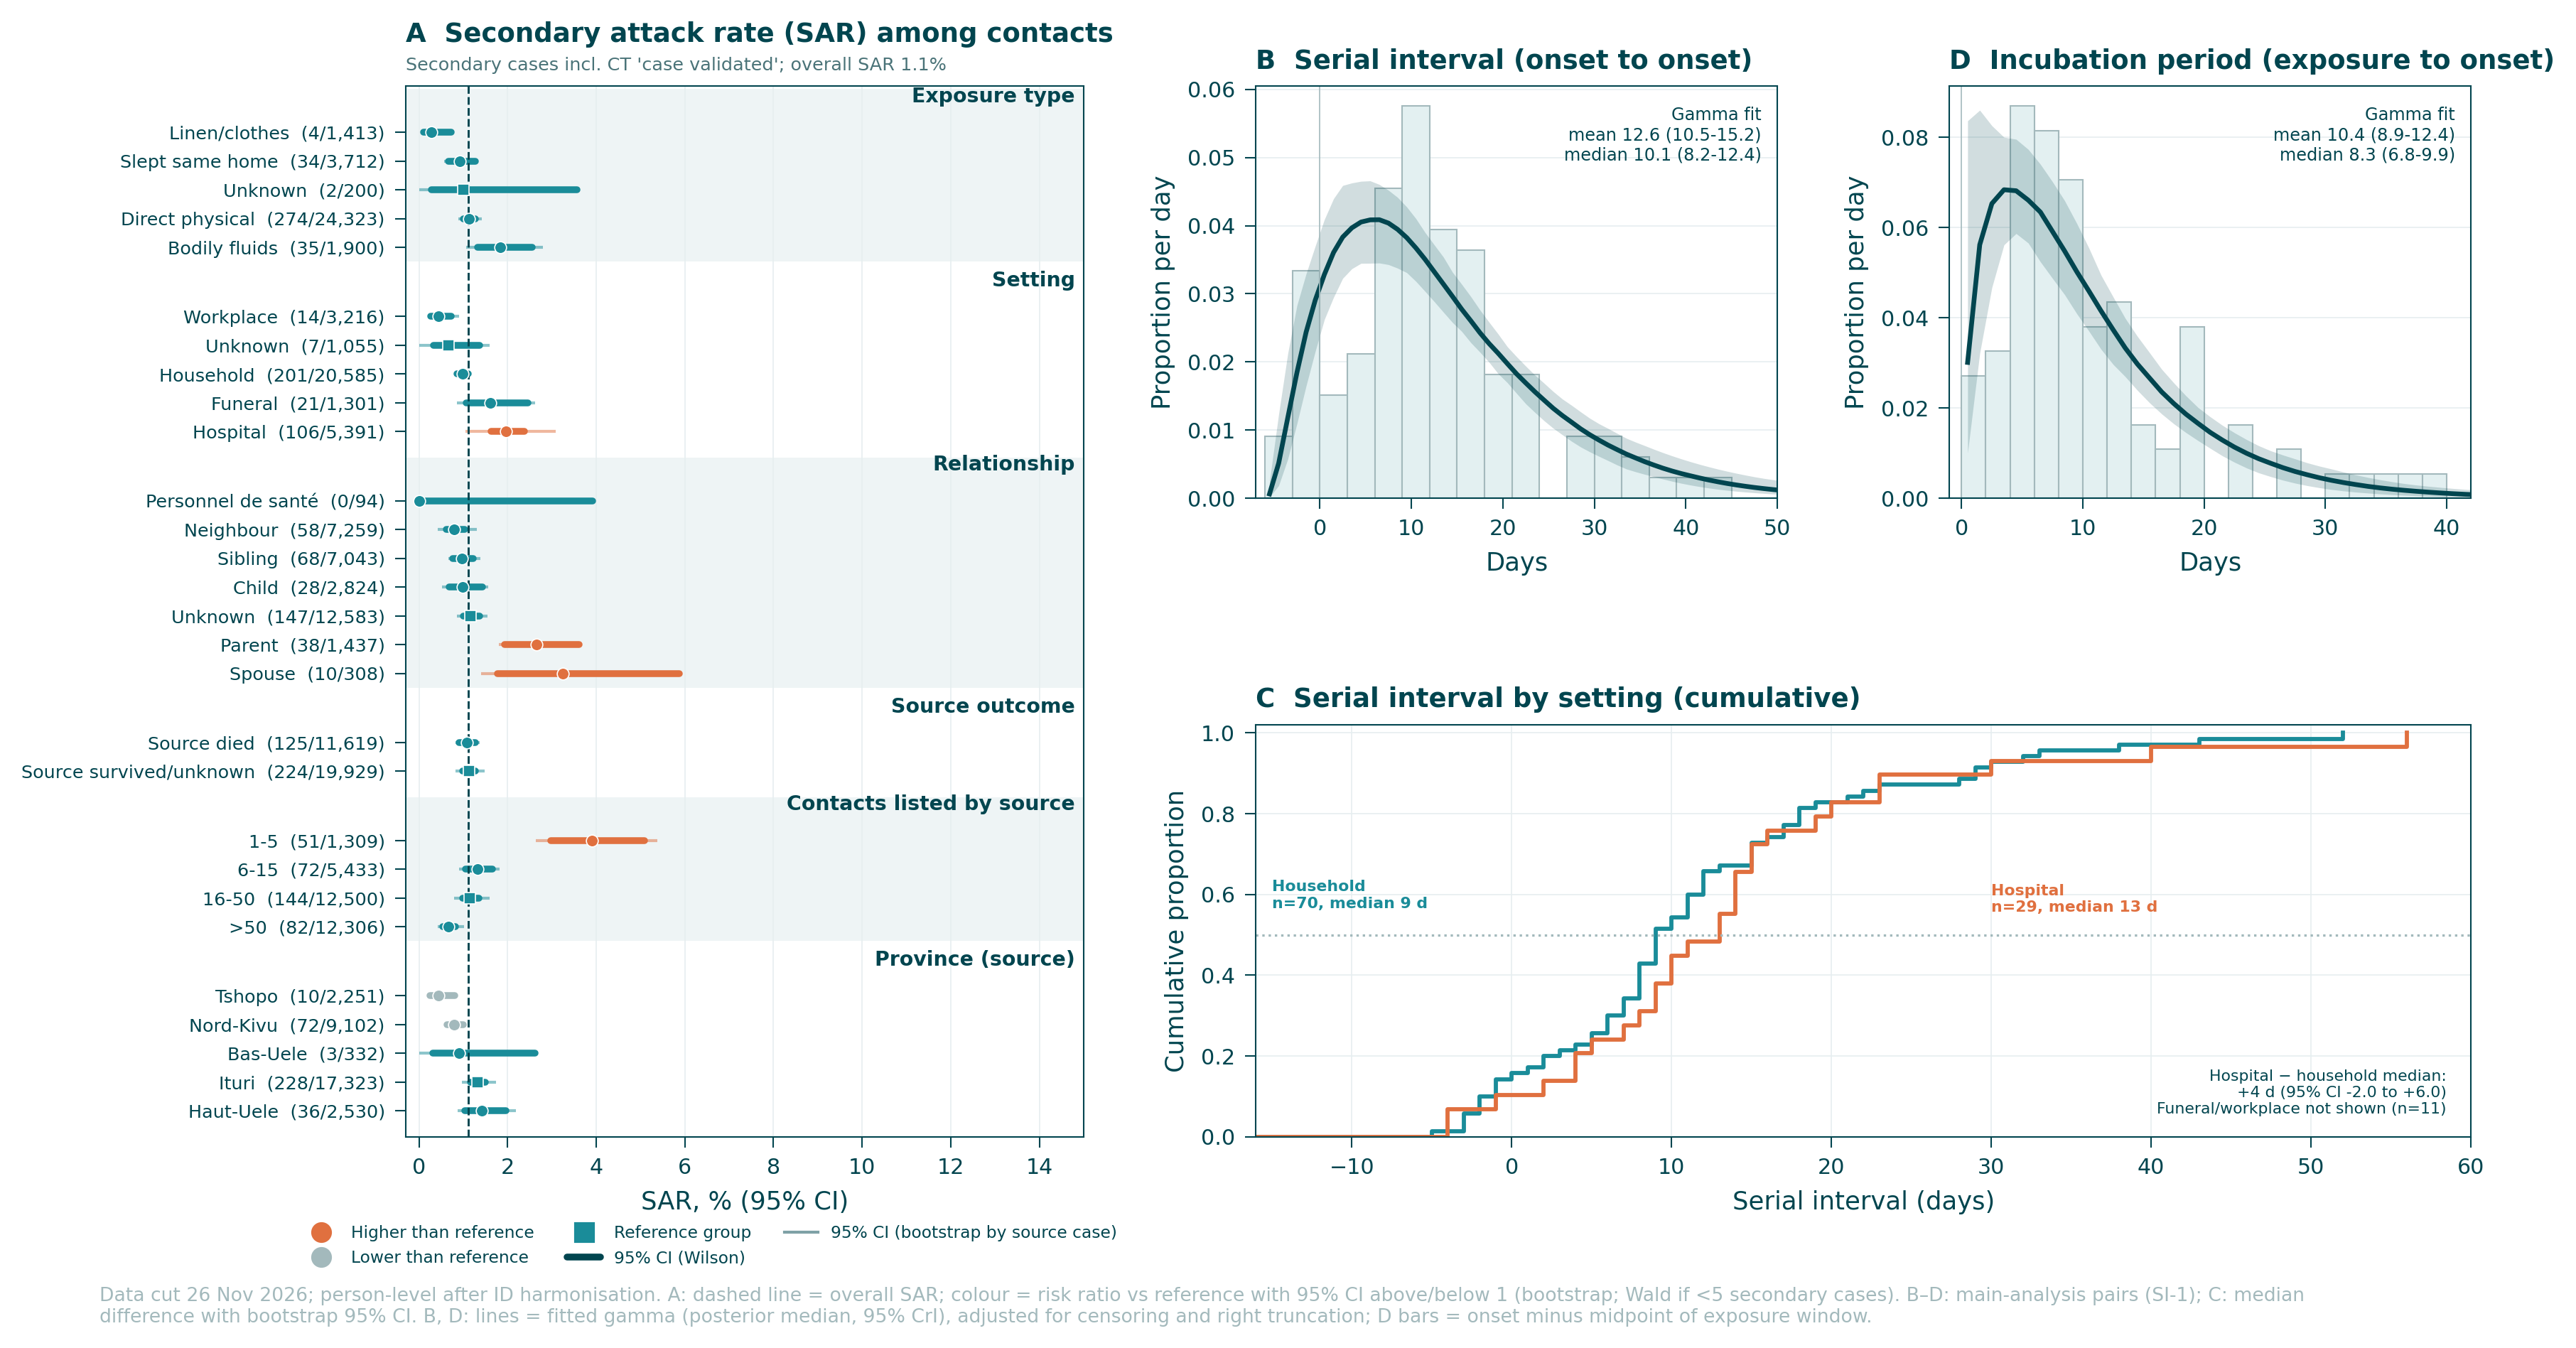 A  Secondary attack rate (SAR) among contacts
Secondary cases incl. CT 'case validated'; overall SAR 1.1%
Exposure type
Linen/clothes  (4/1,413)
Slept same home  (34/3,712)
Unknown  (2/200)
Direct physical  (274/24,323)
Bodily fluids  (35/1,900)
Setting
Workplace  (14/3,216)
Unknown  (7/1,055)
Household  (201/20,585)
Funeral  (21/1,301)
Hospital  (106/5,391)
Relationship
Personnel de santé  (0/94)
Neighbour  (58/7,259)
Sibling  (68/7,043)
Child  (28/2,824)
Unknown  (147/12,583)
Parent  (38/1,437)
Spouse  (10/308)
Source outcome
Source died  (125/11,619)
Source survived/unknown  (224/19,929)
Contacts listed by source
1-5  (51/1,309)
6-15  (72/5,433)
16-50  (144/12,500)
>50  (82/12,306)
Province (source)
Tshopo  (10/2,251)
Nord-Kivu  (72/9,102)
Bas-Uele  (3/332)
Ituri  (228/17,323)
Haut-Uele  (36/2,530)
0 2 4 6 8 10 12 14
SAR, % (95% CI)
Higher than reference
Lower than reference
Reference group
95% CI (Wilson)
95% CI (bootstrap by source case)
B  Serial interval (onset to onset)
Gamma fit
mean 12.6 (10.5-15.2)
median 10.1 (8.2-12.4)
Proportion per day
0.06
0.05
0.04
0.03
0.02
0.01
0.00
0 10 20 30 40 50
Days
D  Incubation period (exposure to onset)
Gamma fit
mean 10.4 (8.9-12.4)
median 8.3 (6.8-9.9)
Proportion per day
0.08
0.06
0.04
0.02
0.00
0 10 20 30 40
Days
C  Serial interval by setting (cumulative)
Cumulative proportion
1.0
0.8
0.6
0.4
0.2
0.0
Household
n=70, median 9 d
Hospital
n=29, median 13 d
Hospital − household median:
+4 d (95% CI -2.0 to +6.0)
Funeral/workplace not shown (n=11)
−10 0 10 20 30 40 50 60
Serial interval (days)
Data cut 26 Nov 2026; person-level after ID harmonisation. A: dashed line = overall SAR; colour = risk ratio vs reference with 95% CI above/below 1 (bootstrap; Wald if <5 secondary cases). B–D: main-analysis pairs (SI-1); C: median
difference with bootstrap 95% CI. B, D: lines = fitted gamma (posterior median, 95% CrI), adjusted for censoring and right truncation; D bars = onset minus midpoint of exposure window.